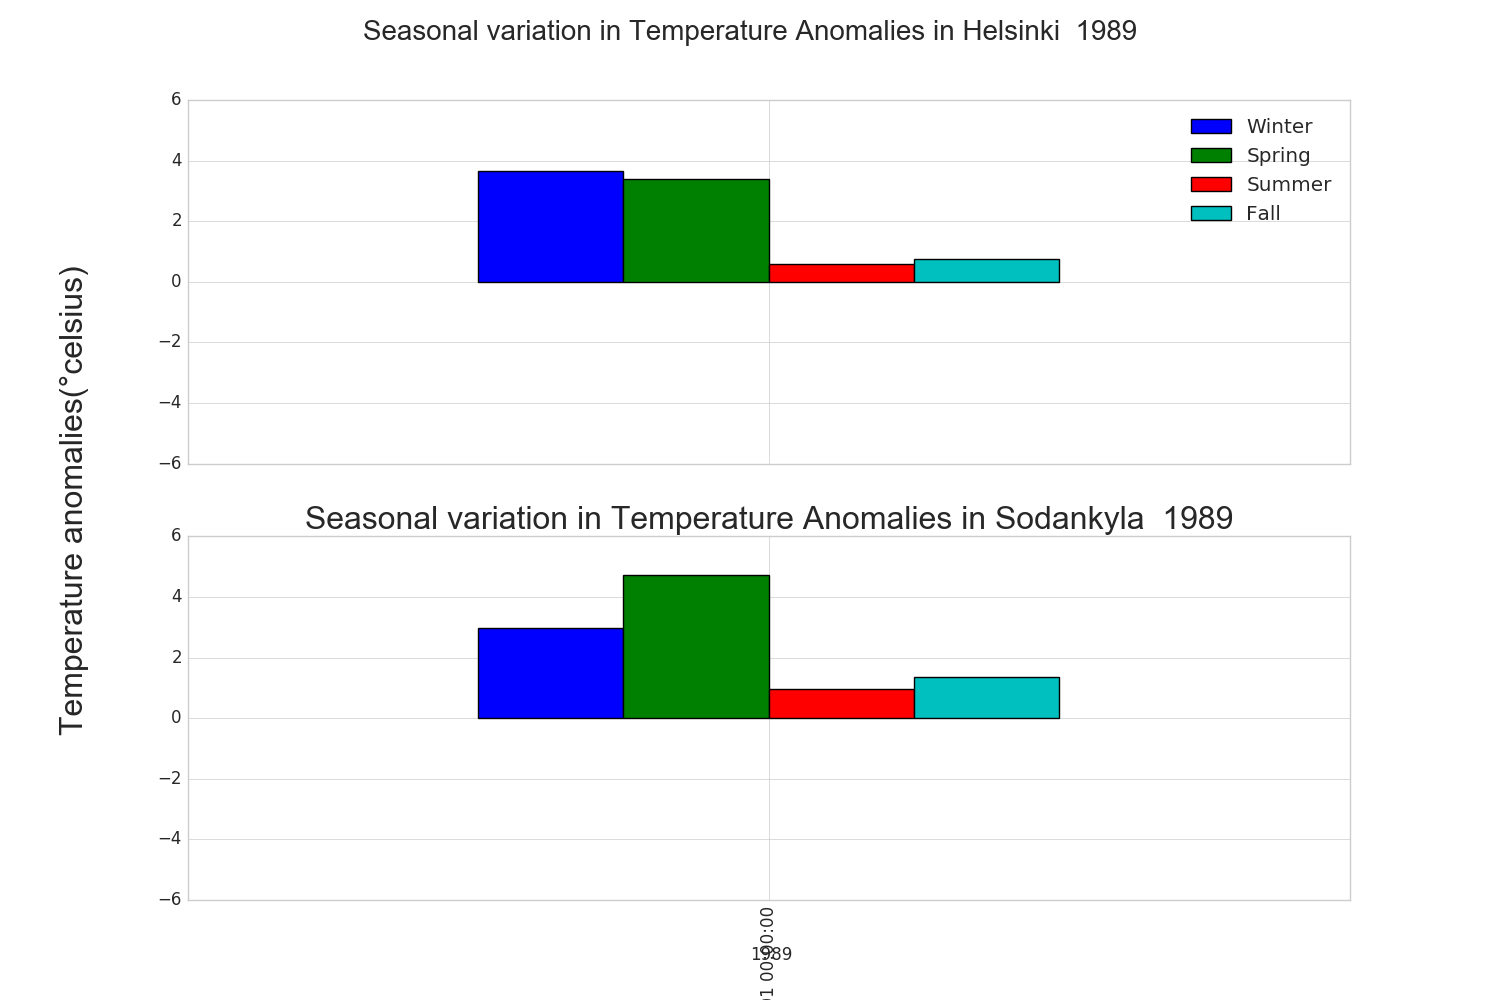 Seasonal variation in Temperature Anomalies in Helsinki  1989
6
4
2
0
−2
−4
−6
Winter
Spring
Summer
Fall
Temperature anomalies(°celsius)
Seasonal variation in Temperature Anomalies in Sodankyla  1989
6
4
2
0
−2
−4
−6
1989